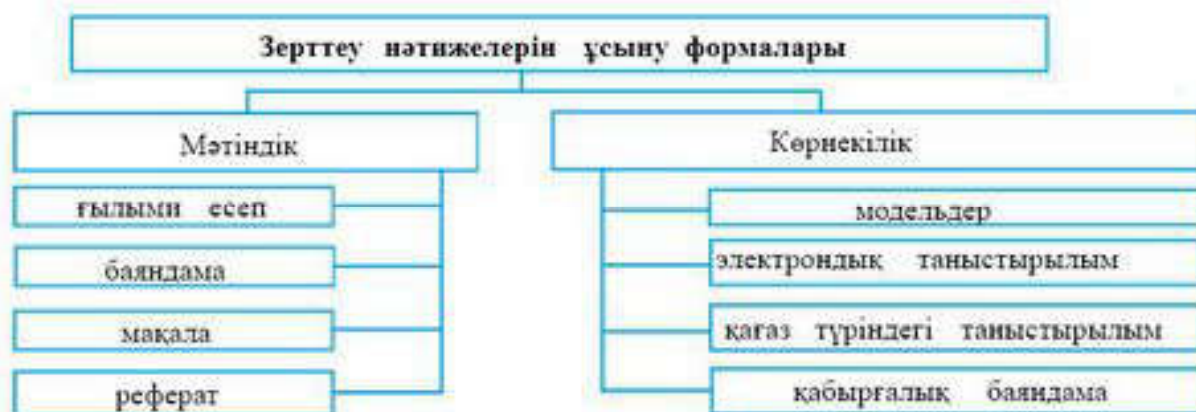 Зерттеу нәтижелерін ұсыну формалары
Мәтіндік
ғылыми есеп
баяндама
мақала
реферат
Көрнекілік
модельдер
электрондық таныстырылым
қағаз түріндегі таныстырылым
қабырғалық баяндама